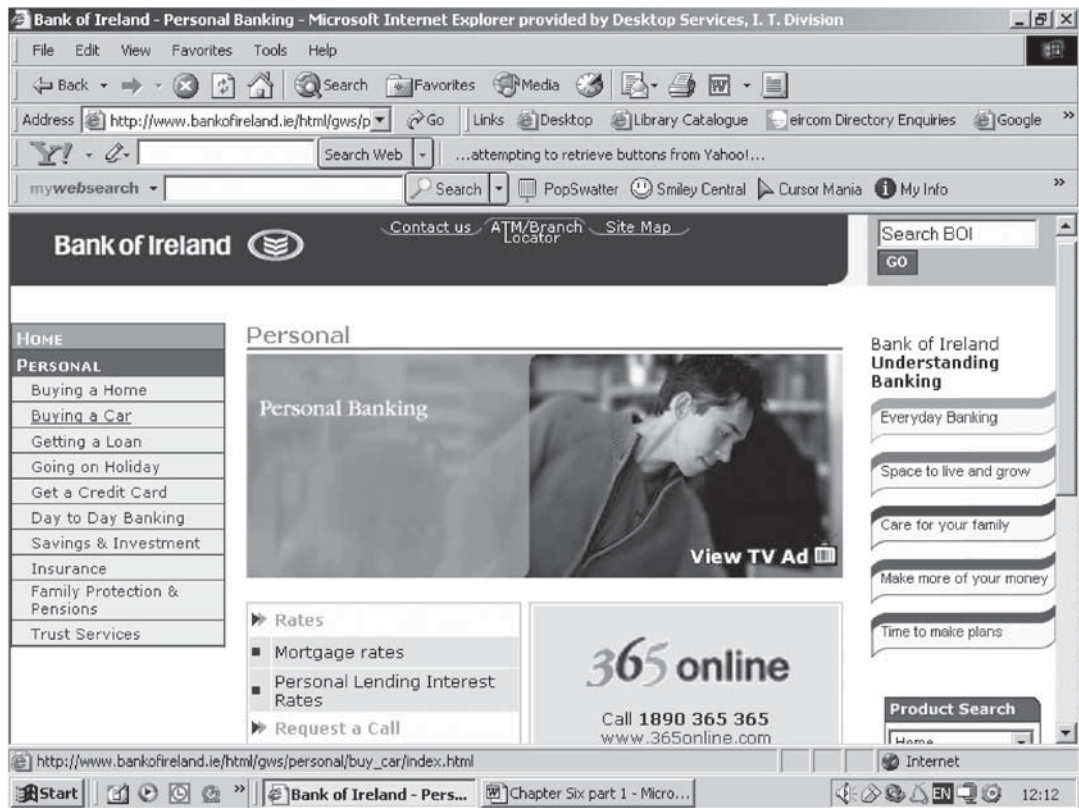 Bank of Ireland - Personal Banking - Microsoft Internet Explorer provided by Desktop Services, I. T. Division
File Edit View Favorites Tools Help
Back Search Favorites Media
Address http://www.bankofireland.ie/html/gws/p Go Links Desktop Library Catalogue eircom Directory Enquiries Google »
Y! Search Web ...attempting to retrieve buttons from Yahoo!...
mywebsearch Search PopSwatter Smiley Central Cursor Mania My Info »
Bank of Ireland
Contact us ATM/Branch Locator Site Map
Search BOI
GO
HOME
PERSONAL
Buying a Home
Buying a Car
Getting a Loan
Going on Holiday
Get a Credit Card
Day to Day Banking
Savings & Investment
Insurance
Family Protection &
Pensions
Trust Services
Personal
Personal Banking
View TV Ad
Rates
Mortgage rates
Personal Lending Interest
Rates
Request a Call
365 online
Call 1890 365 365
www.365online.com
Bank of Ireland
Understanding
Banking
Everyday Banking
Space to live and grow
Care for your family
Make more of your money
Time to make plans
Product Search
Home
http://www.bankofireland.ie/html/gws/personal/buy_car/index.html Internet
Start » Bank of Ireland - Pers... Chapter Six part 1 - Micro... EN 12:12